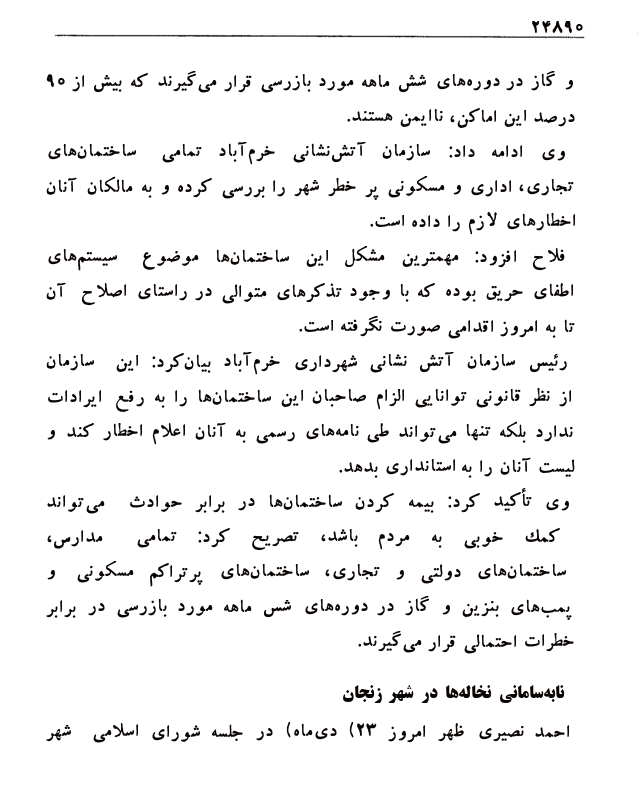 ۲۴۸۹۰
و گاز در دوره‌های شش ماهه مورد بازرسی قرار می‌گیرند که بیش از ۹۰
درصد این اماکن، ناایمن هستند.
وی ادامه داد: سازمان آتش‌نشانی خرم‌آباد تمامی ساختمان‌های
تجاری، اداری و مسکونی پر خطر شهر را بررسی کرده و به مالکان آنان
اخطارهای لازم را داده است.
فلاح افزود: مهمترین مشکل این ساختمان‌ها موضوع سیستم‌های
اطفای حریق بوده که با وجود تذکرهای متوالی در راستای اصلاح آن
تا به امروز اقدامی صورت نگرفته است.
رئیس سازمان آتش نشانی شهرداری خرم‌آباد بیان‌کرد: این سازمان
از نظر قانونی توانایی الزام صاحبان این ساختمان‌ها را به رفع ایرادات
ندارد بلکه تنها می‌تواند طی نامه‌های رسمی به آنان اعلام اخطار کند و
لیست آنان را به استانداری بدهد.
وی تأکید کرد: بیمه کردن ساختمان‌ها در برابر حوادث می‌تواند
کمك خوبی به مردم باشد، تصریح کرد: تمامی مدارس،
ساختمان‌های دولتی و تجاری، ساختمان‌های پرتراکم مسکونی و
پمب‌های بنزین و گاز در دوره‌های شس ماهه مورد بازرسی در برابر
خطرات احتمالی قرار می‌گیرند.
نابه‌سامانی نخاله‌ها در شهر زنجان
احمد نصیری ظهر امروز ۲۳) دی‌ماه) در جلسه شورای اسلامی شهر